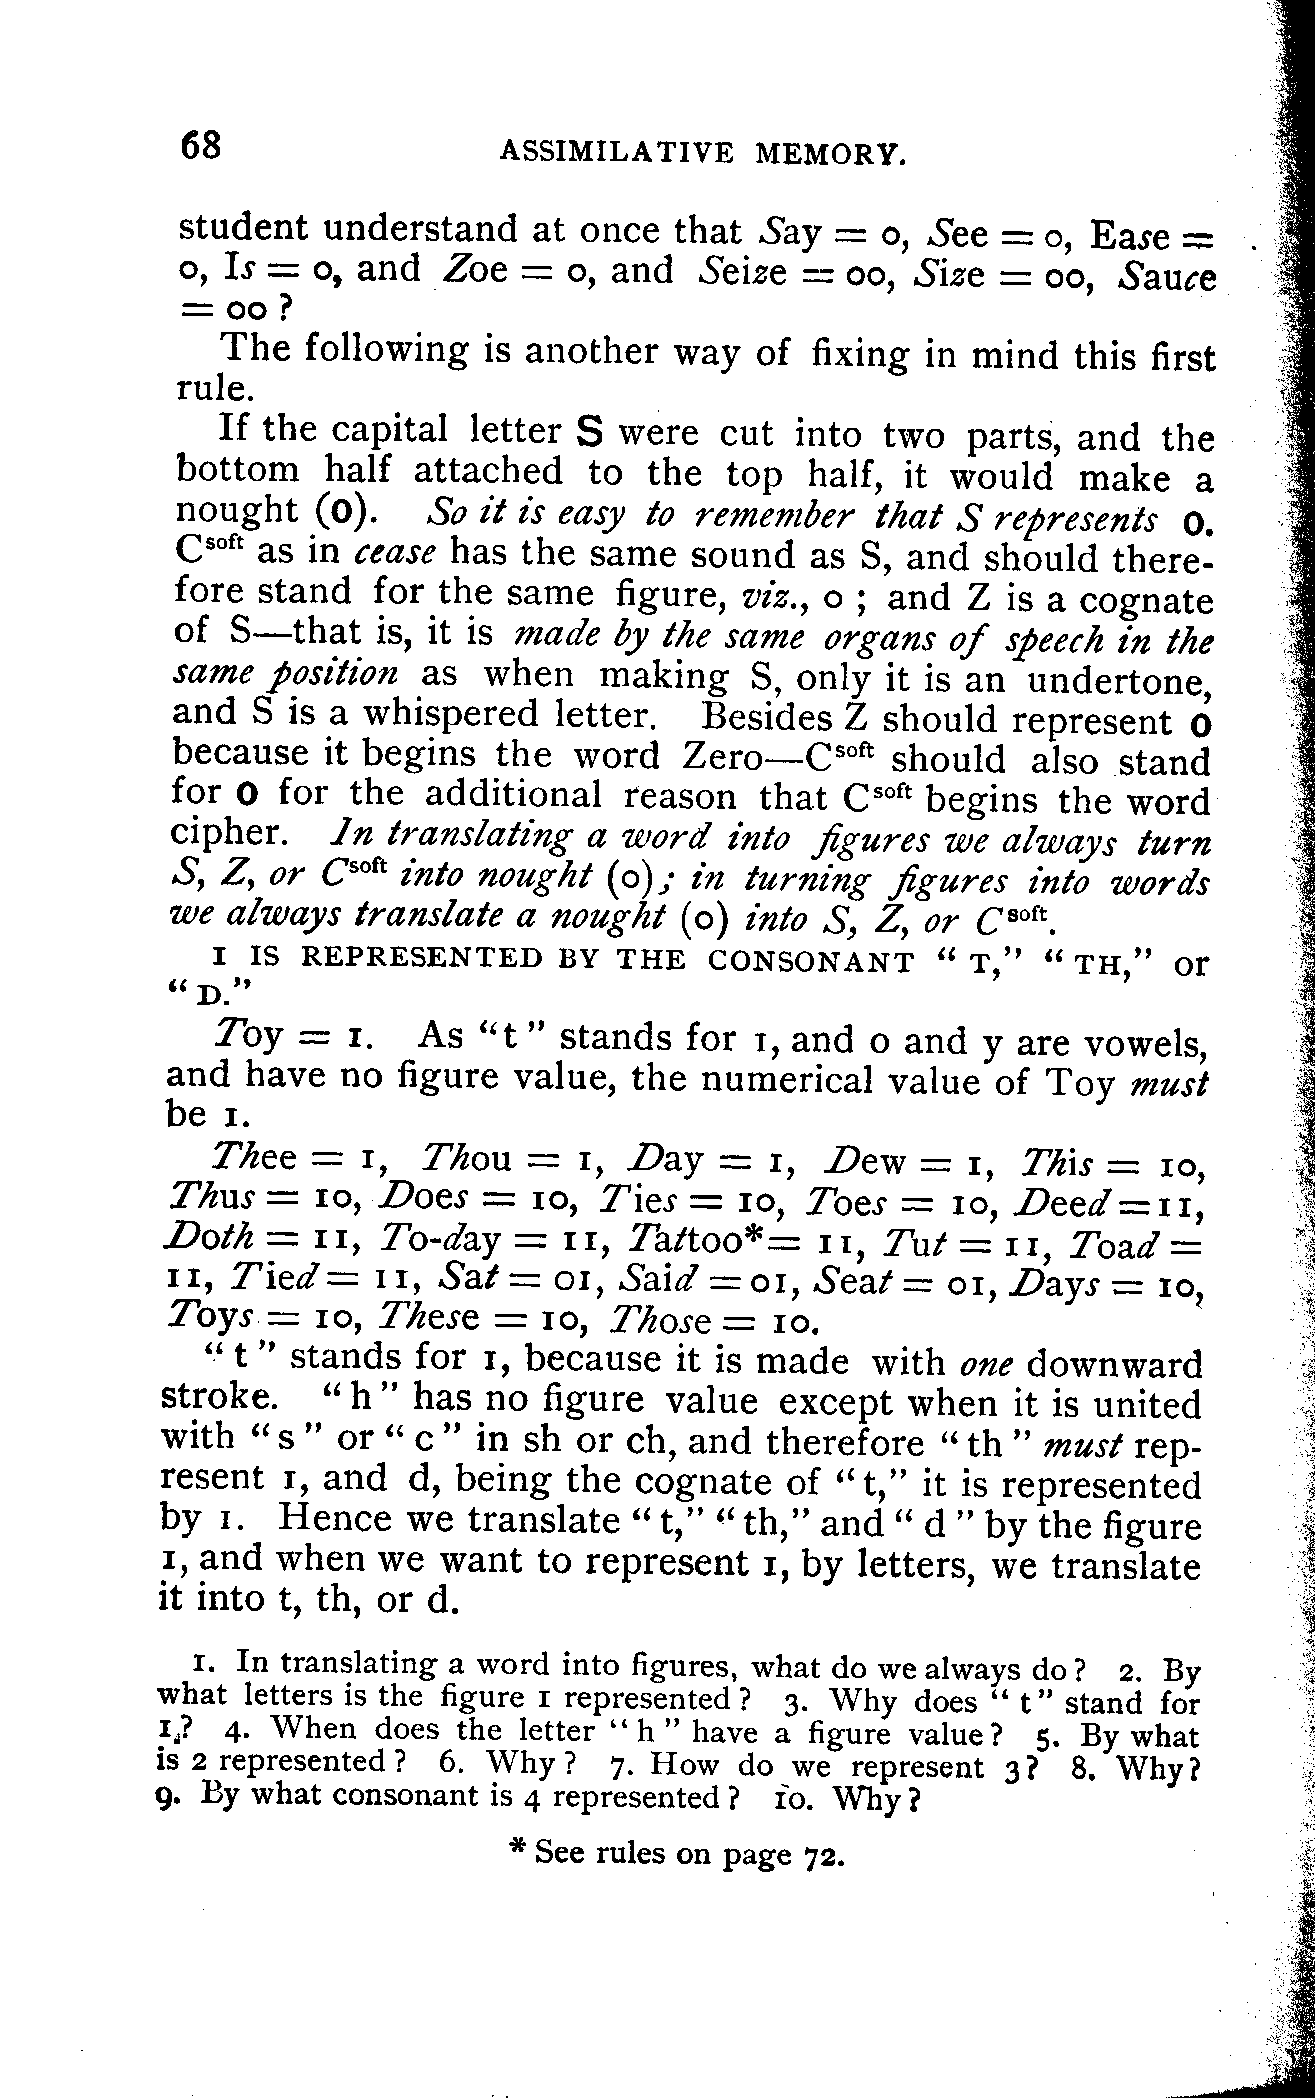 68 ASSIMILATIVE MEMORY.
student understand at once that Say = 0, See = 0, Ease =
0, Is = 0, and Zoe = 0, and Seize = 00, Size = 00, Sauce
= 00 ?
The following is another way of fixing in mind this first
rule.
If the capital letter S were cut into two parts, and the
bottom half attached to the top half, it would make a
nought (0). So it is easy to remember that S represents 0.
Csoft as in cease has the same sound as S, and should there-
fore stand for the same figure, viz., 0 ; and Z is a cognate
of S—that is, it is made by the same organs of speech in the
same position as when making S, only it is an undertone,
and S is a whispered letter. Besides Z should represent 0
because it begins the word Zero—Csoft should also stand
for 0 for the additional reason that Csoft begins the word
cipher. In translating a word into figures we always turn
S, Z, or Csoft into nought (0); in turning figures into words
we always translate a nought (0) into S, Z, or Csoft.
1 IS REPRESENTED BY THE CONSONANT “ T,” “ TH,” or
“ D.”
Toy = 1. As “t ” stands for 1, and o and y are vowels,
and have no figure value, the numerical value of Toy must
be 1.
Thee = 1, Thou = 1, Day = 1, Dew = 1, This = 10,
Thus = 10, Does = 10, Ties = 10, Toes = 10, Deed = 11,
Doth = 11, To-day = 11, Tattoo* = 11, Tut = 11, Toad =
11, Tied = 11, Sat = 01, Said = 01, Seat = 01, Days = 10,
Toys = 10, These = 10, Those = 10.
“ t ” stands for 1, because it is made with one downward
stroke. “ h ” has no figure value except when it is united
with “ s ” or “ c ” in sh or ch, and therefore “ th ” must rep-
resent 1, and d, being the cognate of “ t,” it is represented
by 1. Hence we translate “ t,” “ th,” and “ d ” by the figure
1, and when we want to represent 1, by letters, we translate
it into t, th, or d.
1. In translating a word into figures, what do we always do ? 2. By
what letters is the figure 1 represented ? 3. Why does “ t ” stand for
1 ? 4. When does the letter “ h ” have a figure value ? 5. By what
is 2 represented ? 6. Why ? 7. How do we represent 3 ? 8. Why ?
9. By what consonant is 4 represented ? 10. Why ?
* See rules on page 72.